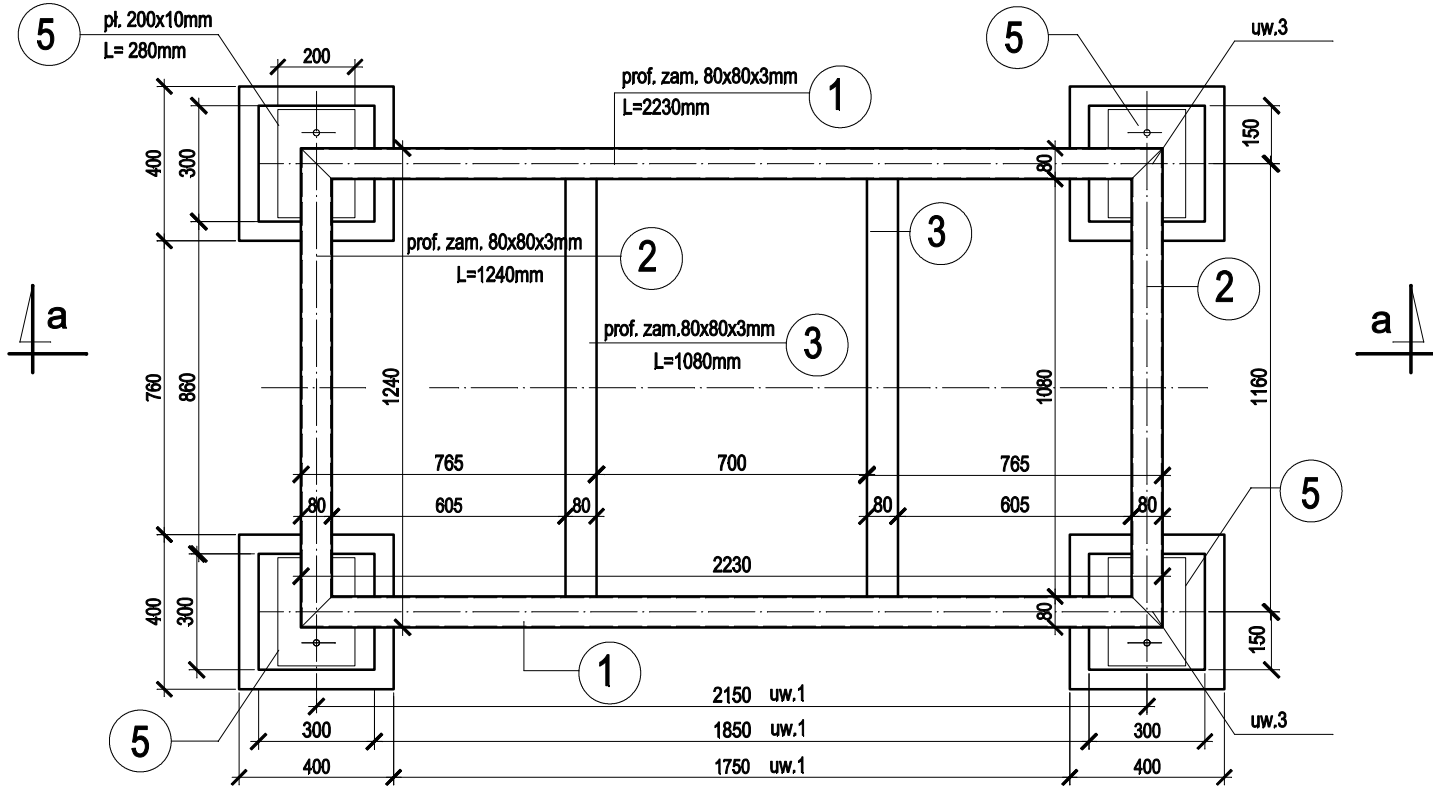 5
pł. 200x10mm
L= 280mm
200
prof. zam. 80x80x3mm
L=2230mm
1
5
uw.3
400
300
80
150
prof. zam. 80x80x3mm
L=1240mm
2
3
2
a
a
prof. zam.80x80x3mm
L=1080mm
3
760
860
1240
1080
1160
765
700
765
80
605
80
80
605
80
5
2230
400
300
80
150
1
5
2150 uw.1
uw.3
300
1850 uw.1
300
400
1750 uw.1
400